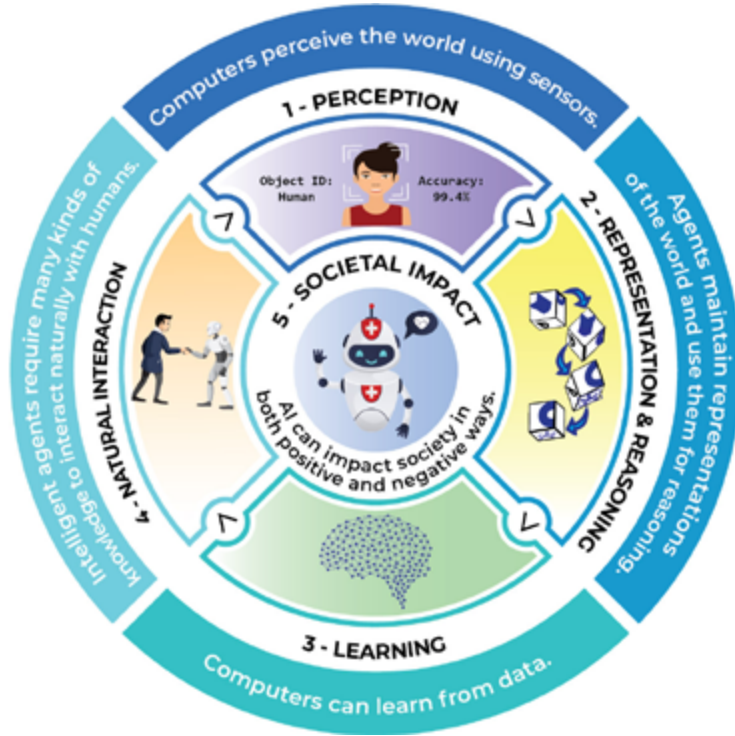 Computers perceive the world using sensors.
1 - PERCEPTION
Object ID:
Human
Accuracy:
99.4%
2 - REPRESENTATION & REASONING
Agents maintain representations
of the world and use them for reasoning.
3 - LEARNING
Computers can learn from data.
4 - NATURAL INTERACTION
Intelligent agents require many kinds of
knowledge to interact naturally with humans.
5 - SOCIETAL IMPACT
AI can impact society in
both positive and negative ways.